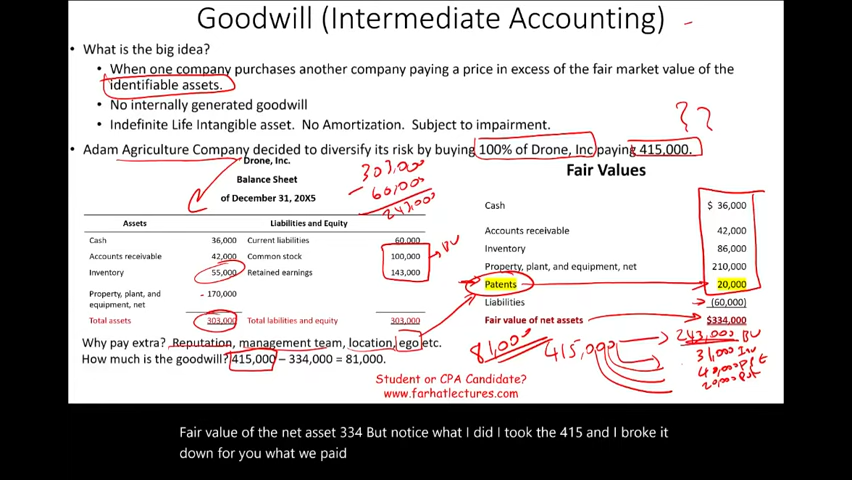 Goodwill (Intermediate Accounting)
• What is the big idea?
• When one company purchases another company paying a price in excess of the fair market value of the
identifiable assets.
• No internally generated goodwill
• Indefinite Life Intangible asset. No Amortization. Subject to impairment.
??
• Adam Agriculture Company decided to diversify its risk by buying 100% of Drone, Inc paying 415,000.
Drone, Inc.
Balance Sheet
of December 31, 20X5
303,000
- 60,000
243,000
Assets Liabilities and Equity
Cash 36,000 Current liabilities 60,000
Accounts receivable 42,000 Common stock 100,000
BV
Inventory 55,000 Retained earnings 143,000
Property, plant, and 170,000
equipment, net
Total assets 303,000 Total liabilities and equity 303,000
Fair Values
Cash $ 36,000
Accounts receivable 42,000
Inventory 86,000
Property, plant, and equipment, net 210,000
Patents 20,000
Liabilities (60,000)
Fair value of net assets $334,000
Why pay extra? Reputation, management team, location, ego etc.
How much is the goodwill? 415,000 – 334,000 = 81,000.
81,000
415,000
243,000 BV
31,000 Inv
40,000 PPE
20,000 Pat
Student or CPA Candidate?
www.farhatlectures.com
Fair value of the net asset 334 But notice what I did I took the 415 and I broke it
down for you what we paid